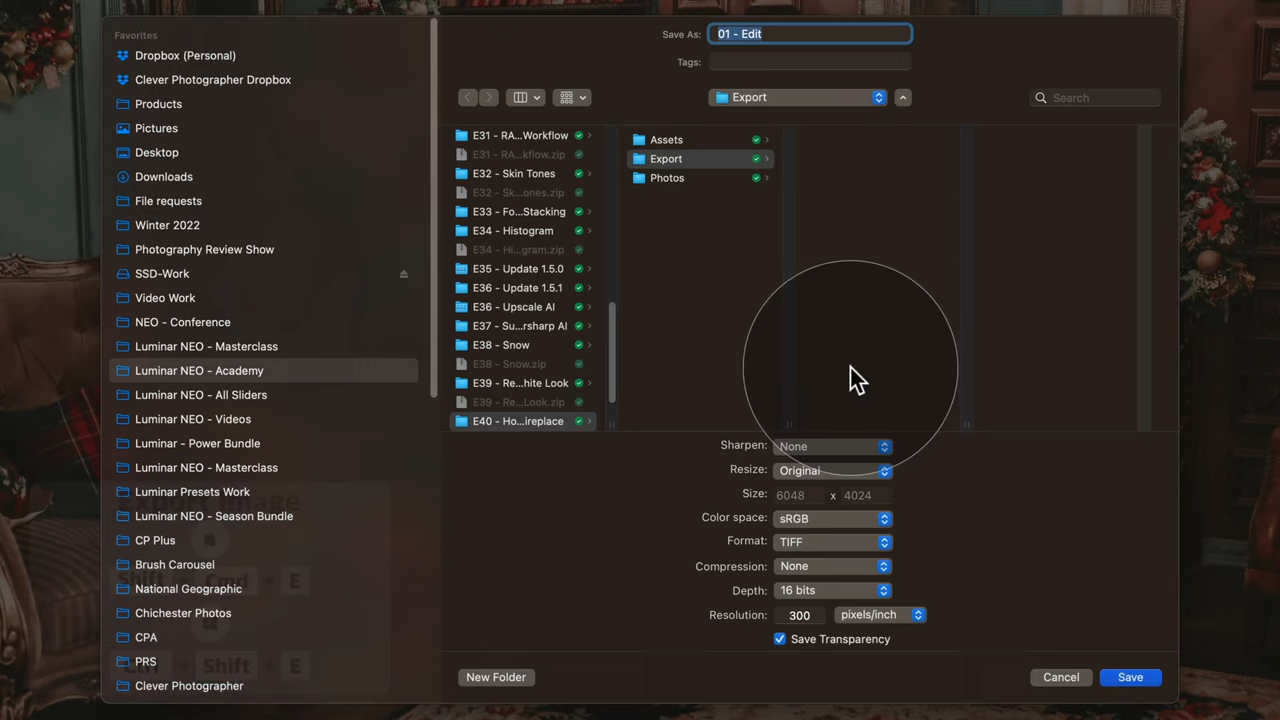 Favorites
Dropbox (Personal)
Clever Photographer Dropbox
Products
Pictures
Desktop
Downloads
File requests
Winter 2022
Photography Review Show
SSD-Work
Video Work
NEO - Conference
Luminar NEO - Masterclass
Luminar NEO - Academy
Luminar NEO - All Sliders
Luminar NEO - Videos
Luminar - Power Bundle
Luminar NEO - Masterclass
Luminar Presets Work
Luminar NEO - Season Bundle
CP Plus
Brush Carousel
National Geographic
Chichester Photos
CPA
PRS
Clever Photographer
Export Image
Shift + Cmd + E
Ctrl + Shift + E
Save As: 01 - Edit
Tags:
Export
Search
E31 - RA...Workflow
E31 - RA...kflow.zip
E32 - Skin Tones
E32 - Sk...ones.zip
E33 - Fo...Stacking
E34 - Histogram
E34 - Hi...gram.zip
E35 - Update 1.5.0
E36 - Update 1.5.1
E36 - Upscale AI
E37 - Su...rsharp AI
E38 - Snow
E38 - Snow.zip
E39 - Re...hite Look
E39 - Re...Look.zip
E40 - Ho...ireplace
Assets
Export
Photos
Sharpen: None
Resize: Original
Size: 6048 x 4024
Color space: sRGB
Format: TIFF
Compression: None
Depth: 16 bits
Resolution: 300 pixels/inch
Save Transparency
New Folder
Cancel
Save